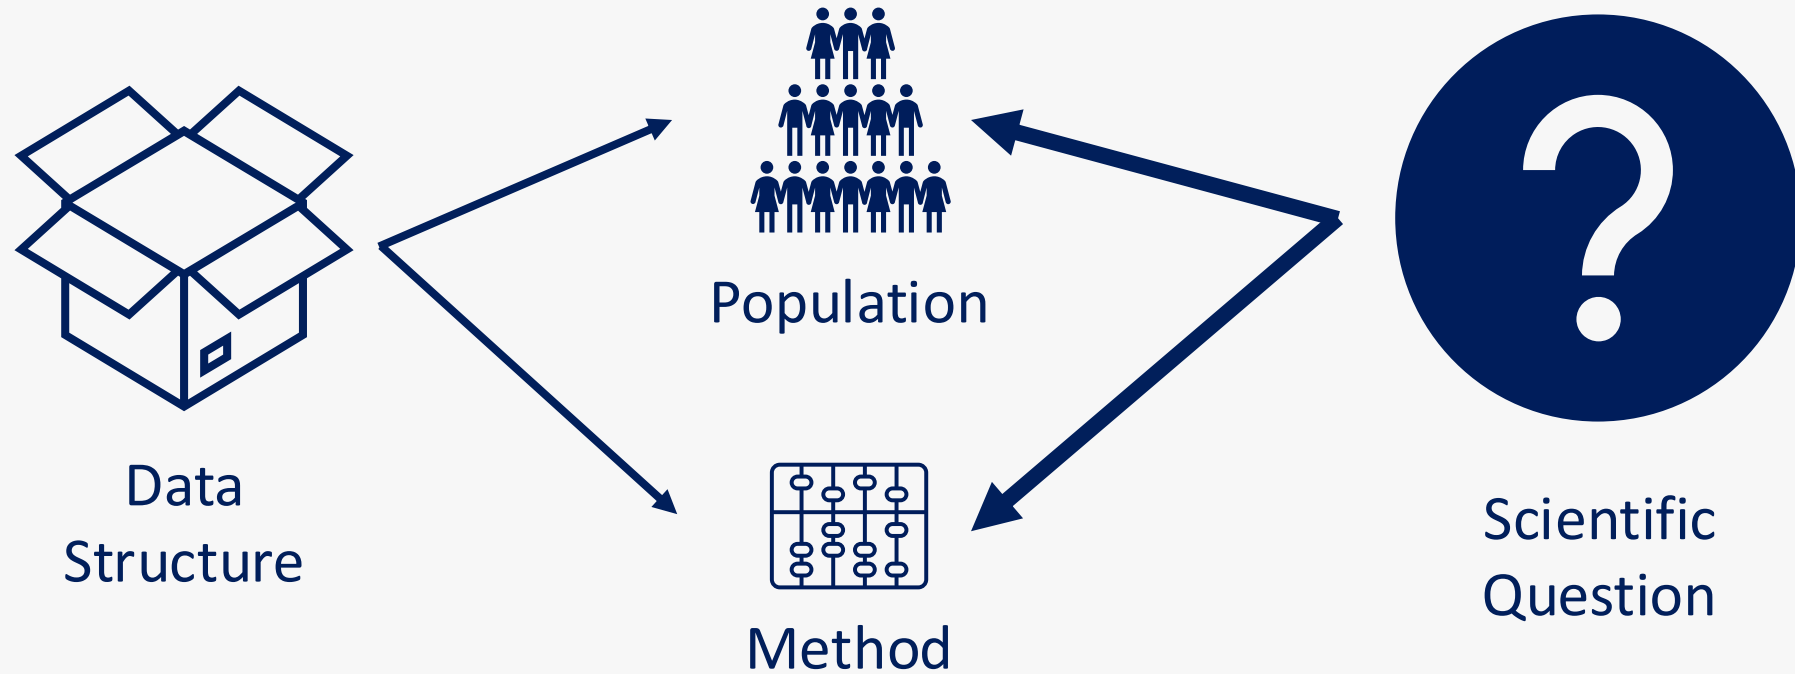 Population
Data
Structure
Scientific
Question
Method